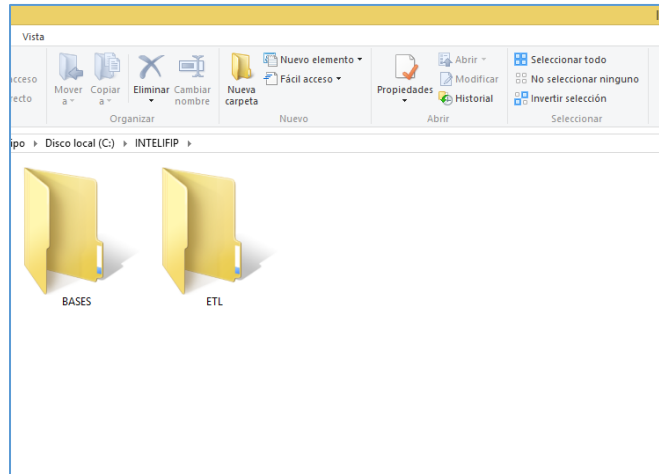 Vista
Nuevo elemento
Fácil acceso
Abrir
Modificar
Historial
Seleccionar todo
No seleccionar ninguno
Invertir selección
cceso
recto
Mover a
Copiar a
Eliminar
Cambiar nombre
Nueva carpeta
Propiedades
Organizar
Nuevo
Abrir
Seleccionar
ipo Disco local (C:) INTELIFIP
BASES
ETL